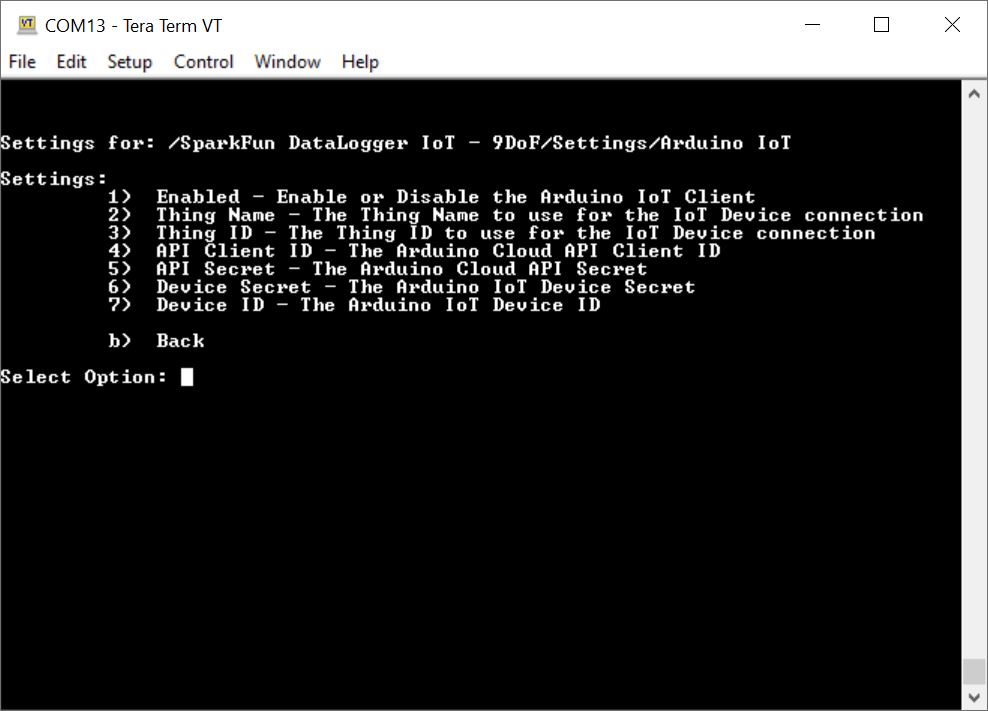 COM13 - Tera Term VT
File Edit Setup Control Window Help
Settings for: /SparkFun DataLogger IoT - 9DoF/Settings/Arduino IoT
Settings:
1) Enabled - Enable or Disable the Arduino IoT Client
2) Thing Name - The Thing Name to use for the IoT Device connection
3) Thing ID - The Thing ID to use for the IoT Device connection
4) API Client ID - The Arduino Cloud API Client ID
5) API Secret - The Arduino Cloud API Secret
6) Device Secret - The Arduino IoT Device Secret
7) Device ID - The Arduino IoT Device ID
b) Back
Select Option: